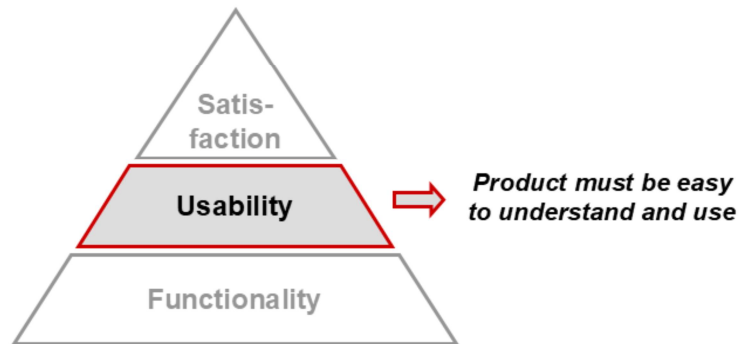 Satis-
faction
Usability
Product must be easy
to understand and use
Functionality